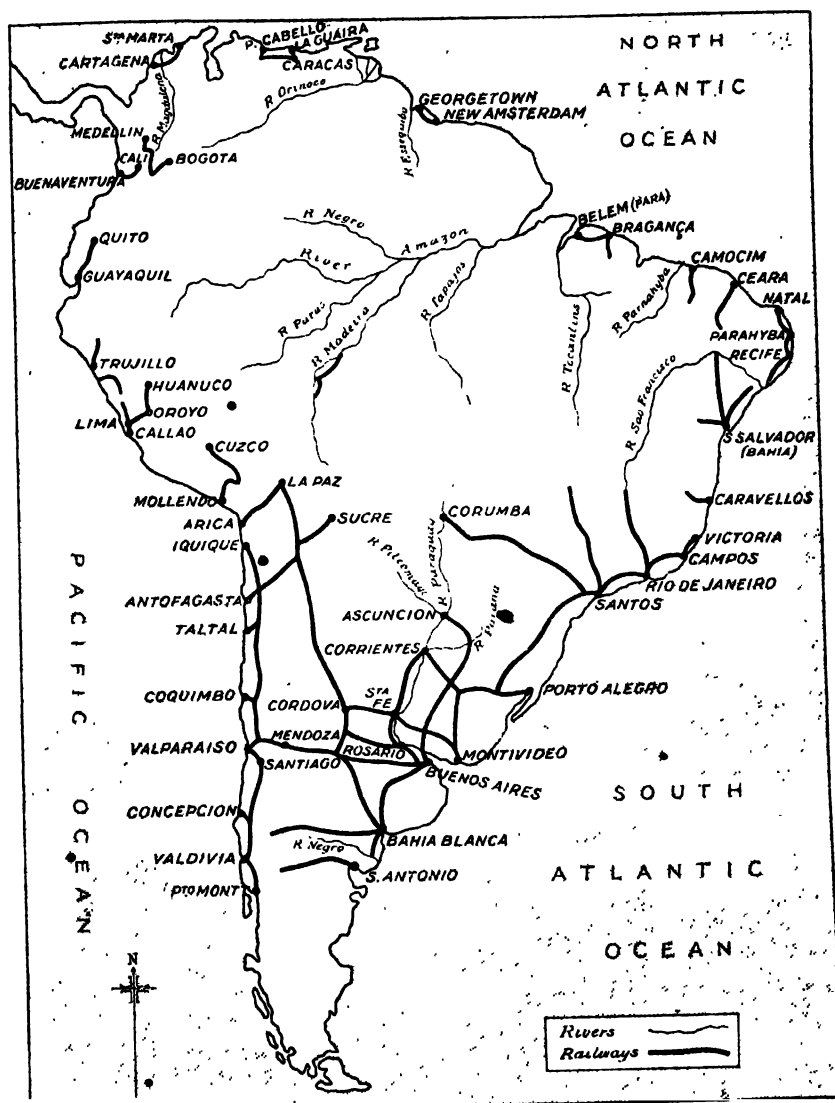 Sta MARTA
P. CABELLO
LA GUAIRA
CARTAGENA
CARACAS
NORTH
ATLANTIC
OCEAN
R Magdalena
R Orinoco
GEORGETOWN
NEW AMSTERDAM
R Essequibo
MEDELLIN
CALI
BOGOTA
BUENAVENTURA
R Negro
Amazon
BELEM (PARA)
BRAGANÇA
QUITO
River
CAMOCIM
GUAYAQUIL
CEARA
R Purus
R Madeira
R Tapajos
R Tocantins
R Parnahyba
NATAL
PARAHYBA
RECIFE
R Sao Francisco
TRUJILLO
HUANUCO
OROYO
LIMA
CALLAO
CUZCO
S SALVADOR
(BAHIA)
LA PAZ
MOLLENDO
ARICA
SUCRE
CORUMBA
CARAVELLOS
IQUIQUE
R Pilcomayo
R Paraguay
VICTORIA
CAMPOS
RIO DE JANEIRO
SANTOS
PACIFIC
OCEAN
ANTOFAGASTA
ASCUNCION
R Parana
TALTAL
CORRIENTES
COQUIMBO
CORDOVA
Sta
FE
PORTO ALEGRO
VALPARAISO
MENDOZA
ROSARIO
MONTIVIDEO
SANTIAGO
BUENOS AIRES
SOUTH
ATLANTIC
OCEAN
CONCEPCION
BAHIA BLANCA
R Negro
VALDIVIA
S. ANTONIO
Pto MONT
N
Rivers
Railways